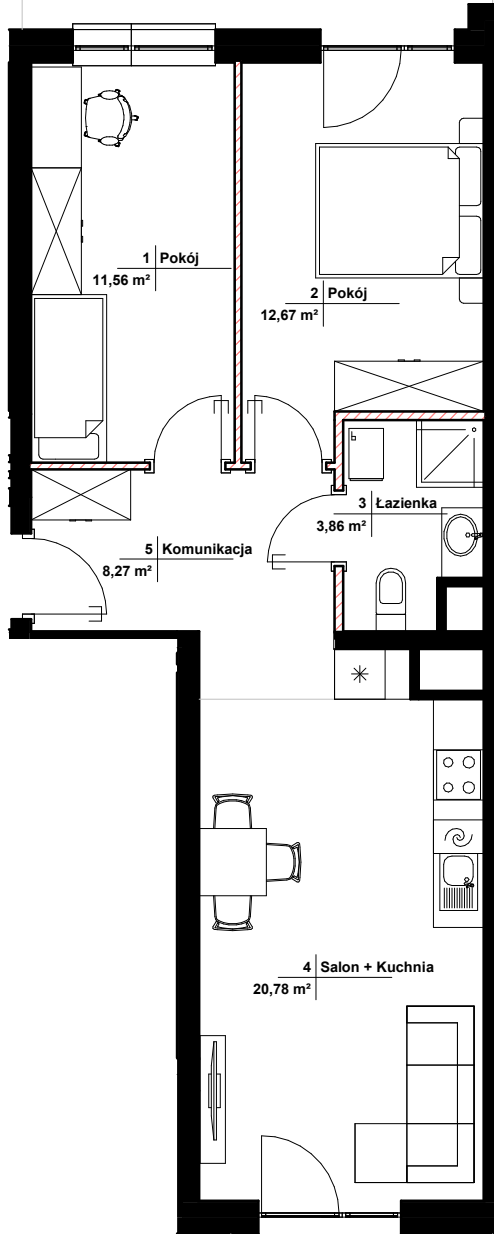 1 Pokój
11,56 m²
2 Pokój
12,67 m²
3 Łazienka
3,86 m²
5 Komunikacja
8,27 m²
4 Salon + Kuchnia
20,78 m²